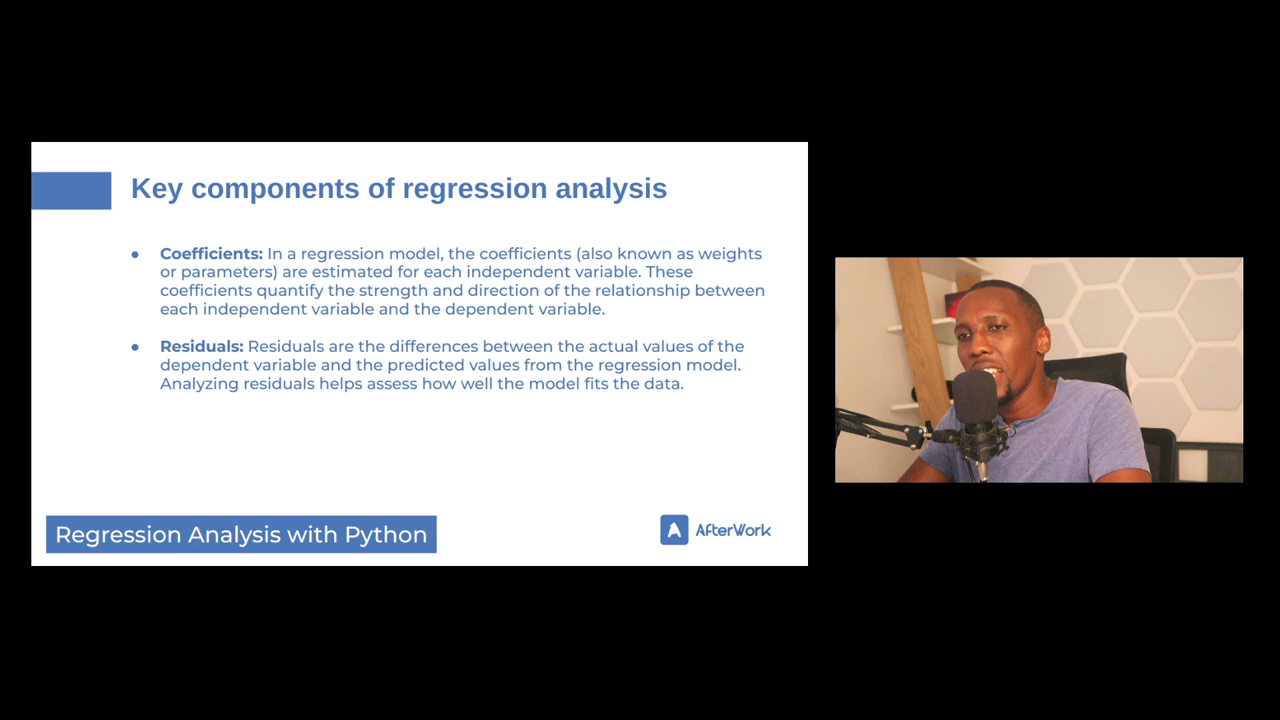 Key components of regression analysis
● Coefficients: In a regression model, the coefficients (also known as weights
or parameters) are estimated for each independent variable. These
coefficients quantify the strength and direction of the relationship between
each independent variable and the dependent variable.
● Residuals: Residuals are the differences between the actual values of the
dependent variable and the predicted values from the regression model.
Analyzing residuals helps assess how well the model fits the data.
Regression Analysis with Python
AfterWork